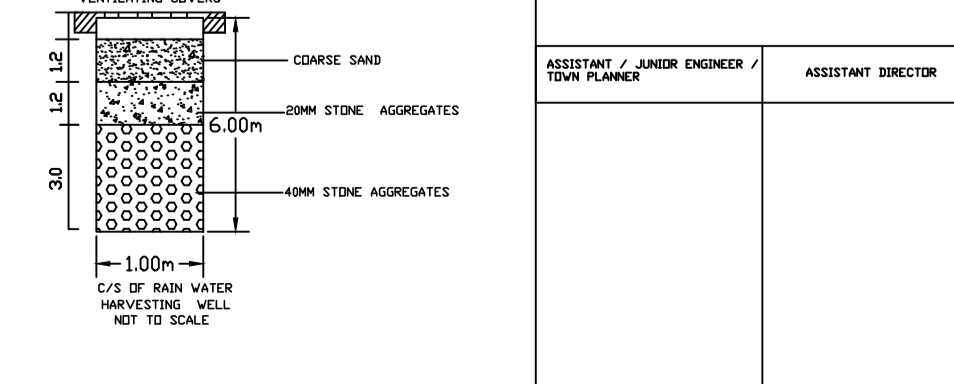 VENTILATING COVERS
1.2
COARSE SAND
1.2
20MM STONE AGGREGATES
6.00m
3.0
40MM STONE AGGREGATES
1.00m
C/S OF RAIN WATER
HARVESTING WELL
NOT TO SCALE
ASSISTANT / JUNIOR ENGINEER /
TOWN PLANNER
ASSISTANT DIRECTOR